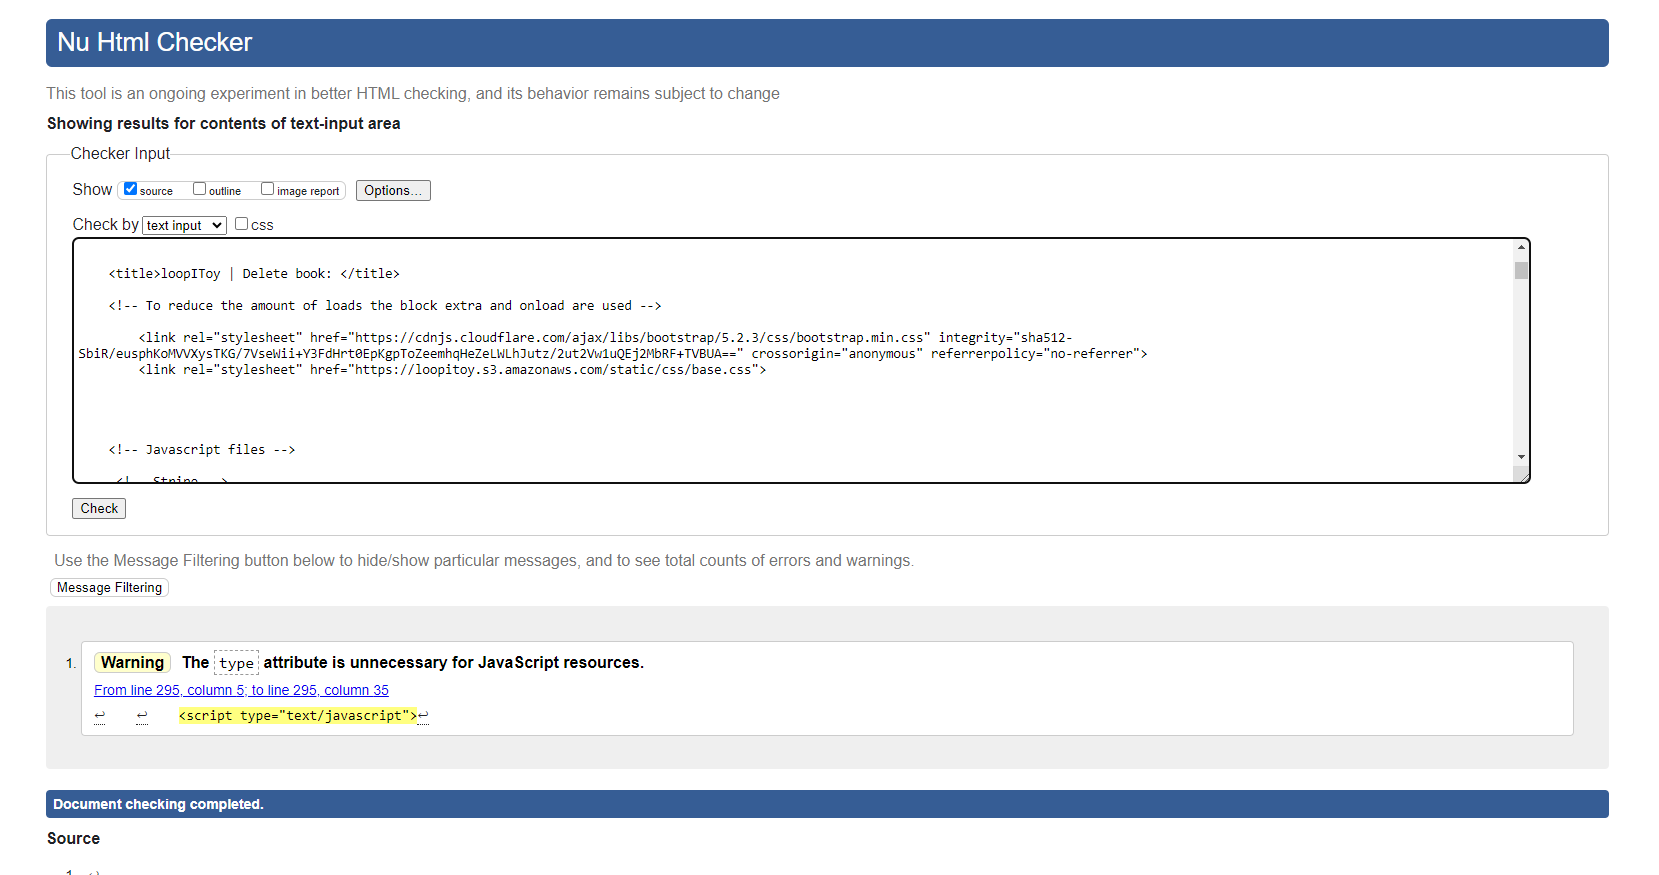 Nu Html Checker
This tool is an ongoing experiment in better HTML checking, and its behavior remains subject to change
Showing results for contents of text-input area
Checker Input
Show source outline image report Options...
Check by text input css
<title>loopIToy | Delete book: </title>
<!-- To reduce the amount of loads the block extra and onload are used -->
<link rel="stylesheet" href="https://cdnjs.cloudflare.com/ajax/libs/bootstrap/5.2.3/css/bootstrap.min.css" integrity="sha512-
SbiR/eusphKoMVVXysTKG/7VseWii+Y3FdHrt0EpKgpToZeemhqHeZeLWLhJutz/2ut2Vw1uQEj2MbRF+TVBUA==" crossorigin="anonymous" referrerpolicy="no-referrer">
<link rel="stylesheet" href="https://loopitoy.s3.amazonaws.com/static/css/base.css">
<!-- Javascript files -->
<!-- Stripe -->
Check
Use the Message Filtering button below to hide/show particular messages, and to see total counts of errors and warnings.
Message Filtering
1. Warning The type attribute is unnecessary for JavaScript resources.
From line 295, column 5; to line 295, column 35
↩ ↩ <script type="text/javascript">↩
Document checking completed.
Source
1. ↩